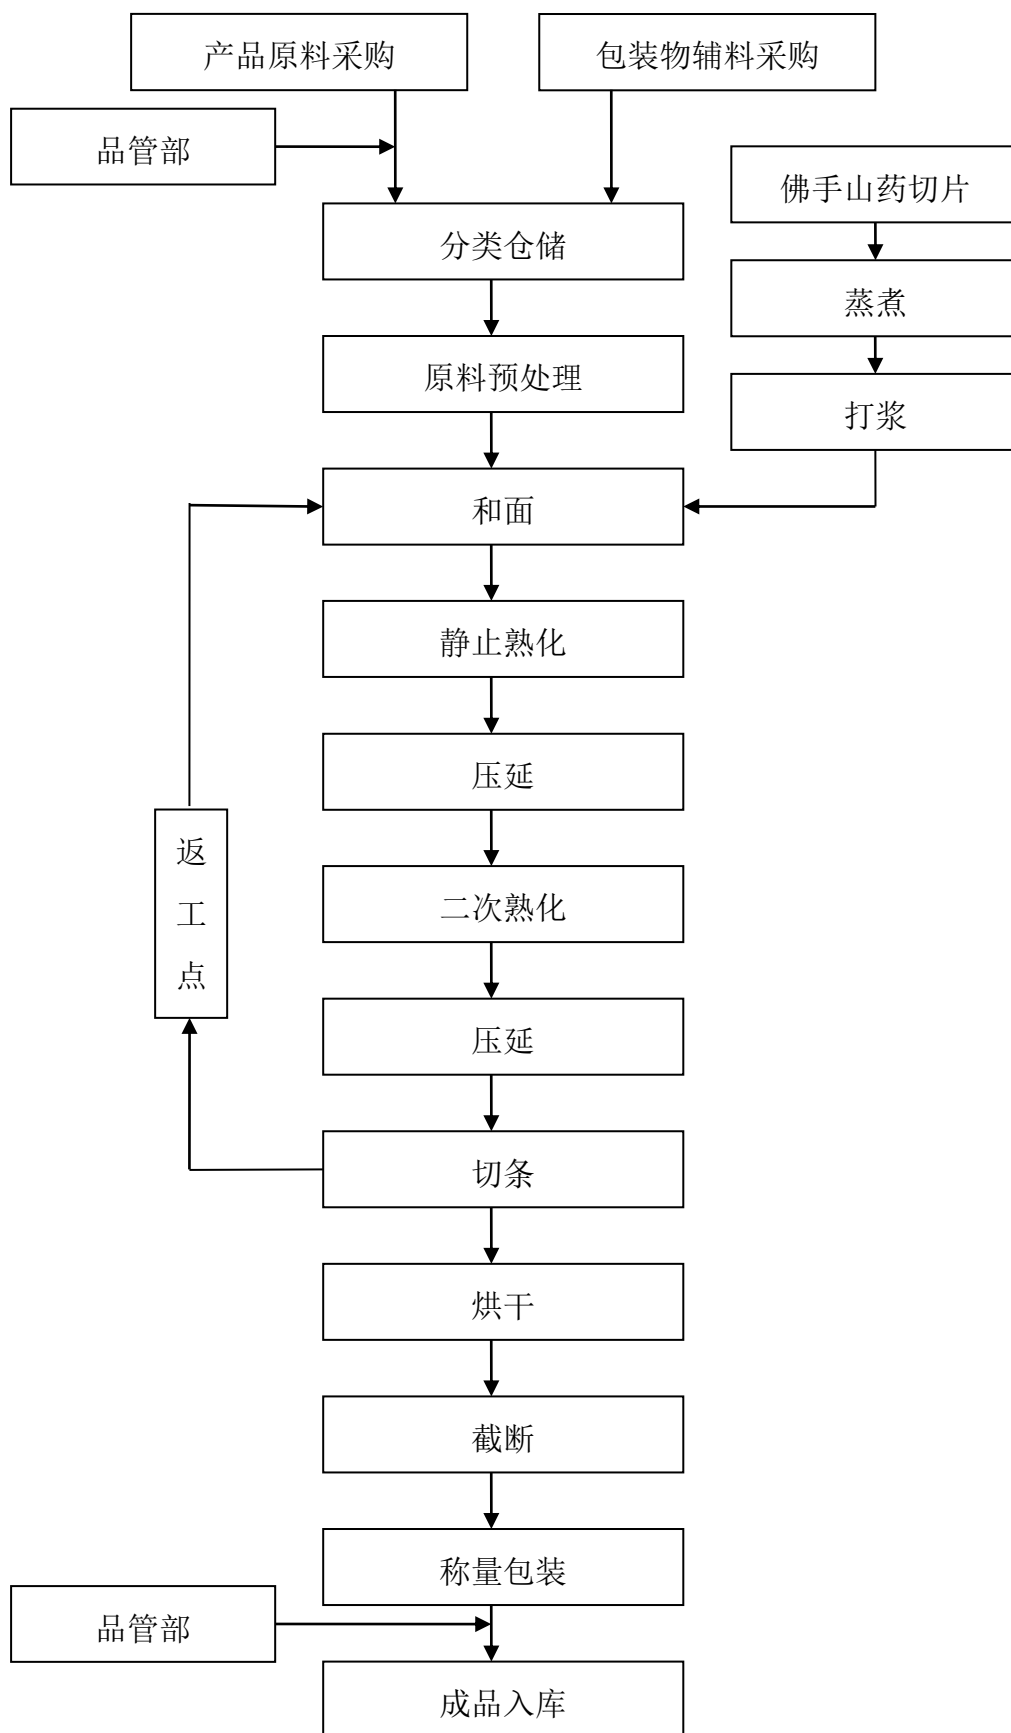 产品原料采购
包装物辅料采购
品管部
佛手山药切片
分类仓储
蒸煮
原料预处理
打浆
和面
静止熟化
压延
返
工
点
二次熟化
压延
切条
烘干
截断
称量包装
品管部
成品入库